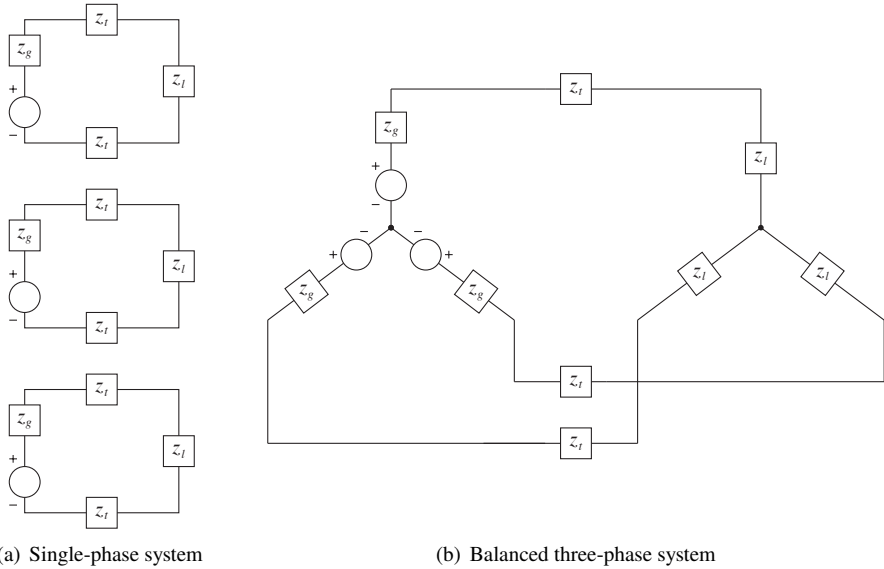 z_t
z_g
+
z_l
−
z_t
z_t
z_g
+
z_l
−
z_t
z_t
z_g
+
z_l
−
z_t
z_t
z_g
z_l
+
−
− −
+ +
z_g z_g
z_l z_l
z_t
z_t
(a) Single-phase system
(b) Balanced three-phase system